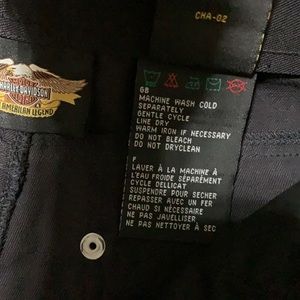 CHA-02
HARLEY-DAVIDSON
AMERICAN LEGEND
GB
MACHINE WASH COLD
SEPARATELY
GENTLE CYCLE
LINE DRY
WARM IRON IF NECESSARY
DO NOT BLEACH
DO NOT DRYCLEAN
F
LAVER À LA MACHINE À
L'EAU FROIDE SÉPARÉMENT
CYCLE DELLICAT
SUSPENDRE POUR SECHER
REPASSER AVEC UN FER
CHAUD SI NÉCESSAIRE
NE PAS JAVELLISER
NE PAS NETTOYER À SEC